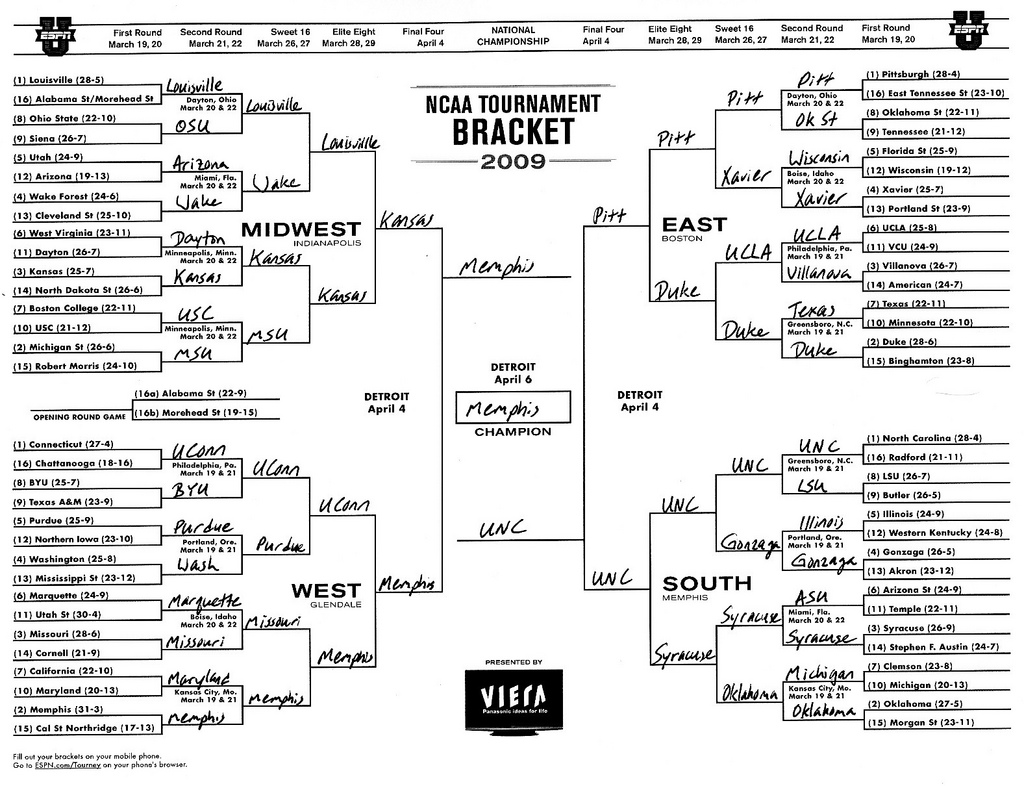 ESPN
First Round
March 19, 20
Second Round
March 21, 22
Sweet 16
March 26, 27
Elite Eight
March 28, 29
Final Four
April 4
NATIONAL
CHAMPIONSHIP
Final Four
April 4
Elite Eight
March 28, 29
Sweet 16
March 26, 27
Second Round
March 21, 22
First Round
March 19, 20
ESPN
NCAA TOURNAMENT
BRACKET
2009
(1) Louisville (28-5)
(16) Alabama St/Morehead St
(8) Ohio State (22-10)
(9) Siena (26-7)
(5) Utah (24-9)
(12) Arizona (19-13)
(4) Wake Forest (24-6)
(13) Cleveland St (25-10)
(6) West Virginia (23-11)
(11) Dayton (26-7)
(3) Kansas (25-7)
(14) North Dakota St (26-6)
(7) Boston College (22-11)
(10) USC (21-12)
(2) Michigan St (26-6)
(15) Robert Morris (24-10)
Louisville
Dayton, Ohio
March 20 & 22
OSU
Arizona
Miami, Fla.
March 20 & 22
Wake
Dayton
Minneapolis, Minn.
March 20 & 22
Kansas
USC
Minneapolis, Minn.
March 20 & 22
MSU
Louisville
Wake
Kansas
MSU
Louisville
Kansas
MIDWEST
INDIANAPOLIS
Kansas
OPENING ROUND GAME
(16a) Alabama St (22-9)
(16b) Morehead St (19-15)
(1) Connecticut (27-4)
(16) Chattanooga (18-16)
(8) BYU (25-7)
(9) Texas A&M (23-9)
(5) Purdue (25-9)
(12) Northern Iowa (23-10)
(4) Washington (25-8)
(13) Mississippi St (23-12)
(6) Marquette (24-9)
(11) Utah St (30-4)
(3) Missouri (28-6)
(14) Cornell (21-9)
(7) California (22-10)
(10) Maryland (20-13)
(2) Memphis (31-3)
(15) Cal St Northridge (17-13)
UConn
Philadelphia, Pa.
March 19 & 21
BYU
Purdue
Portland, Ore.
March 19 & 21
Wash
Marquette
Boise, Idaho
March 20 & 22
Missouri
Maryland
Kansas City, Mo.
March 19 & 21
Memphis
UConn
Purdue
Missouri
Memphis
UConn
Memphis
WEST
GLENDALE
Memphis
DETROIT
April 4
Memphis
DETROIT
April 6
Memphis
CHAMPION
UNC
DETROIT
April 4
Pitt
EAST
BOSTON
Pitt
Duke
Pitt
Xavier
UCLA
Duke
Pitt
Dayton, Ohio
March 20 & 22
Ok St
Wisconsin
Boise, Idaho
March 20 & 22
Xavier
UCLA
Philadelphia, Pa.
March 19 & 21
Villanova
Texas
Greensboro, N.C.
March 19 & 21
Duke
(1) Pittsburgh (28-4)
(16) East Tennessee St (23-10)
(8) Oklahoma St (22-11)
(9) Tennessee (21-12)
(5) Florida St (25-9)
(12) Wisconsin (19-12)
(4) Xavier (25-7)
(13) Portland St (23-9)
(6) UCLA (25-8)
(11) VCU (24-9)
(3) Villanova (26-7)
(14) American (24-7)
(7) Texas (22-11)
(10) Minnesota (22-10)
(2) Duke (28-6)
(15) Binghamton (23-8)
UNC
SOUTH
MEMPHIS
UNC
Syracuse
UNC
Gonzaga
Syracuse
Oklahoma
UNC
Greensboro, N.C.
March 19 & 21
LSU
Illinois
Portland, Ore.
March 19 & 21
Gonzaga
ASU
Miami, Fla.
March 20 & 22
Syracuse
Michigan
Kansas City, Mo.
March 19 & 21
Oklahoma
(1) North Carolina (28-4)
(16) Radford (21-11)
(8) LSU (26-7)
(9) Butler (26-5)
(5) Illinois (24-9)
(12) Western Kentucky (24-8)
(4) Gonzaga (26-5)
(13) Akron (23-12)
(6) Arizona St (24-9)
(11) Temple (22-11)
(3) Syracuse (26-9)
(14) Stephen F. Austin (24-7)
(7) Clemson (23-8)
(10) Michigan (20-13)
(2) Oklahoma (27-5)
(15) Morgan St (23-11)
PRESENTED BY
VIERA
Panasonic ideas for life
Fill out your brackets on your mobile phone.
Go to ESPN.com/Tourney on your phone's browser.